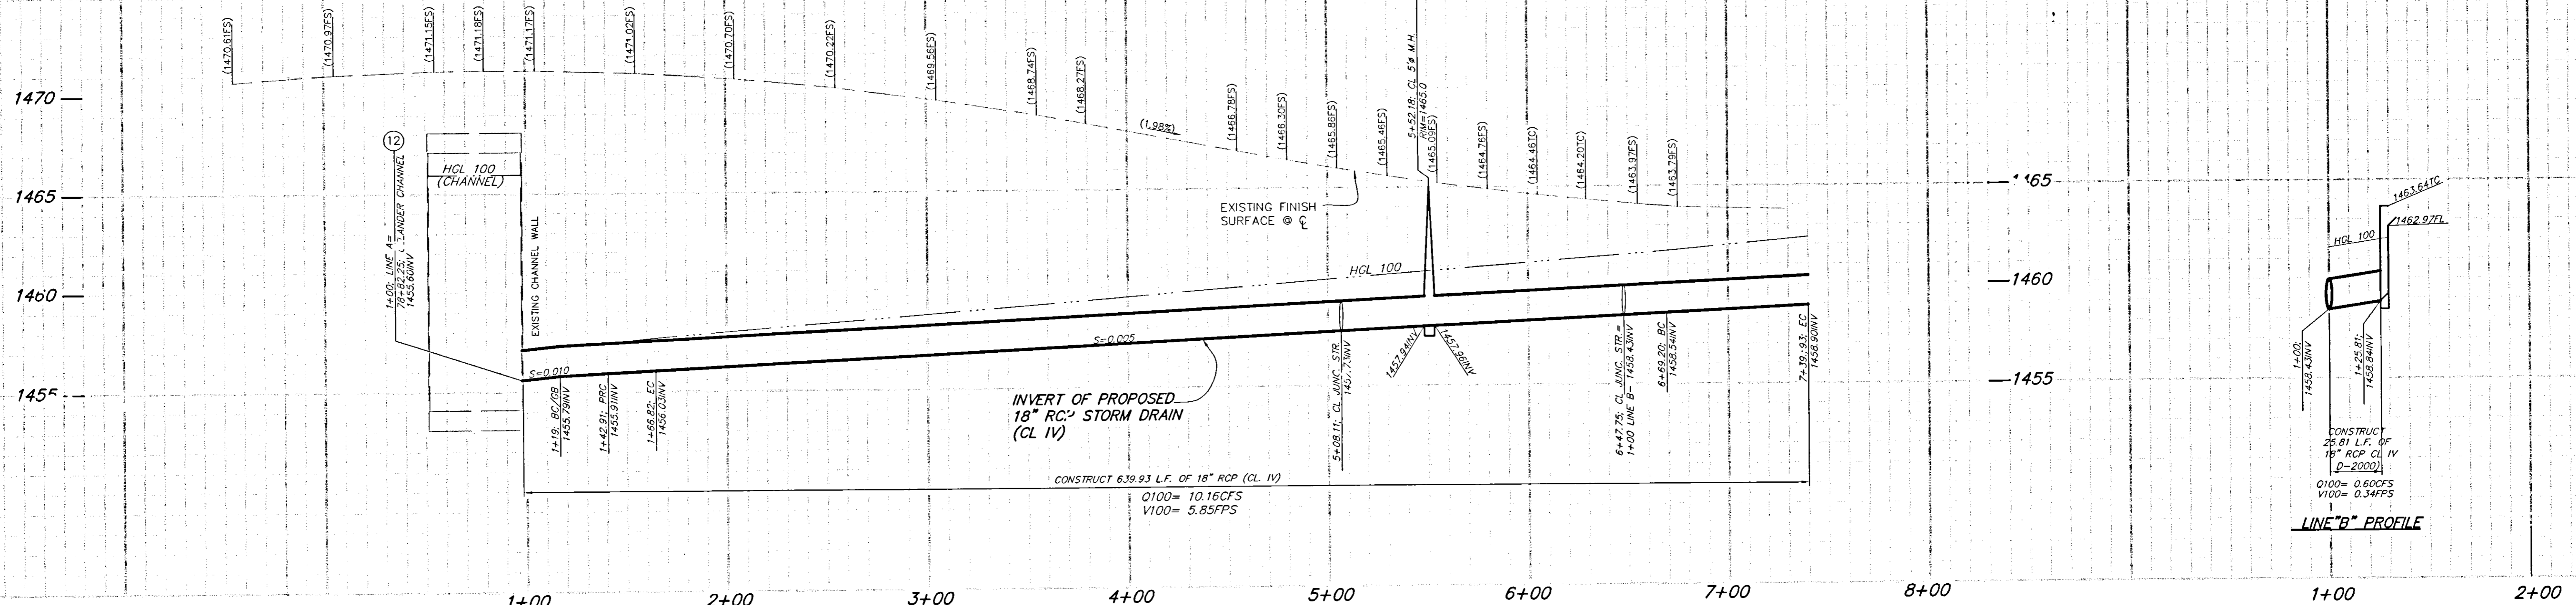 (1470.61FS)
(1470.97FS)
(1471.15FS)
(1471.18FS)
(1471.17FS)
(1471.02FS)
(1470.70FS)
(1470.22FS)
(1469.56FS)
(1468.74FS)
(1468.27FS)
(1.98%)
(1466.78FS)
(1466.30FS)
(1465.86FS)
(1465.46FS)
5+52.18; CL 5'ø M.H.
RIM=1465.0
(1465.09FS)
(1464.76FS)
(1464.46TC)
(1464.20TC)
(1463.97FS)
(1463.79FS)
1470
1465
1460
1455
12
1+00; LINE A=
78+82.25; LANDER CHANNEL
1455.60INV
HGL 100
(CHANNEL)
EXISTING CHANNEL WALL
EXISTING FINISH
SURFACE @ ℄
HGL 100
S=0.010
S=0.005
1+19; BC/GB
1455.79INV
1+42.91; PRC
1455.91INV
1+66.82; EC
1456.03INV
INVERT OF PROPOSED
18" RCP STORM DRAIN
(CL IV)
5+08.11; CL JUNC. STR.
1457.73INV
1457.94INV
1457.96INV
6+47.75; CL JUNC. STR.=
1+00 LINE B- 1458.43INV
6+69.20; BC
1458.54INV
7+39.93; EC
1458.90INV
CONSTRUCT 639.93 L.F. OF 18" RCP (CL. IV)
Q100= 10.16CFS
V100= 5.85FPS
1465
1460
1455
1463.64TC
1462.97FL
HGL 100
1+00;
1458.43INV
1+25.81;
1458.84INV
CONSTRUCT
25.81 L.F. OF
18" RCP CL IV
D-2000)
Q100= 0.60CFS
V100= 0.34FPS
LINE"B" PROFILE
1+00
2+00
3+00
4+00
5+00
6+00
7+00
8+00
1+00
2+00